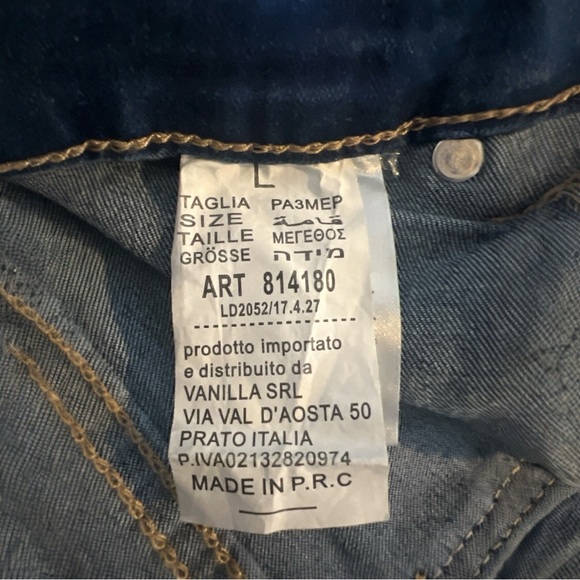 L
TAGLIA РАЗМЕР
SIZE قامة
TAILLE ΜΕΓΕΘΟΣ
GRÖSSE מידה
ART 814180
LD2052/17.4.27
prodotto importato
e distribuito da
VANILLA SRL
VIA VAL D'AOSTA 50
PRATO ITALIA
P.IVA02132820974
MADE IN P.R.C